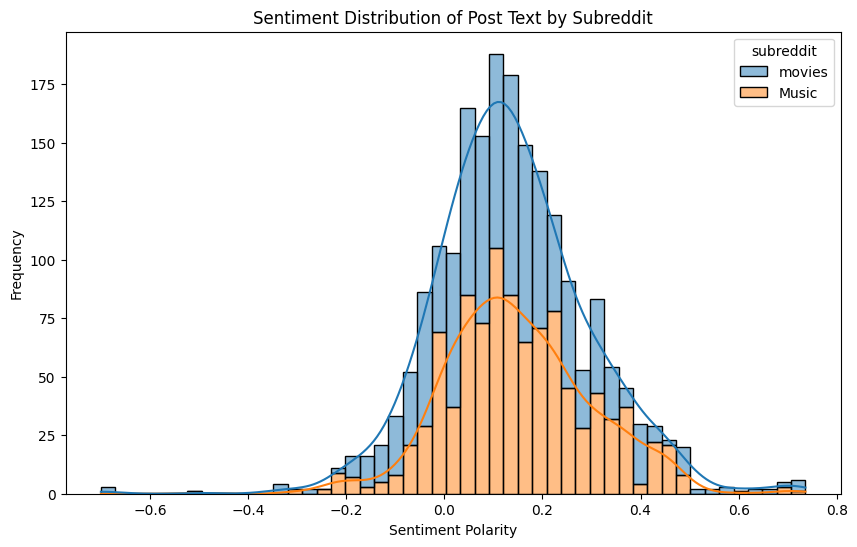 Sentiment Distribution of Post Text by Subreddit
subreddit
movies
Music
Frequency
175
150
125
100
75
50
25
0
−0.6
−0.4
−0.2
0.0
0.2
0.4
0.6
0.8
Sentiment Polarity